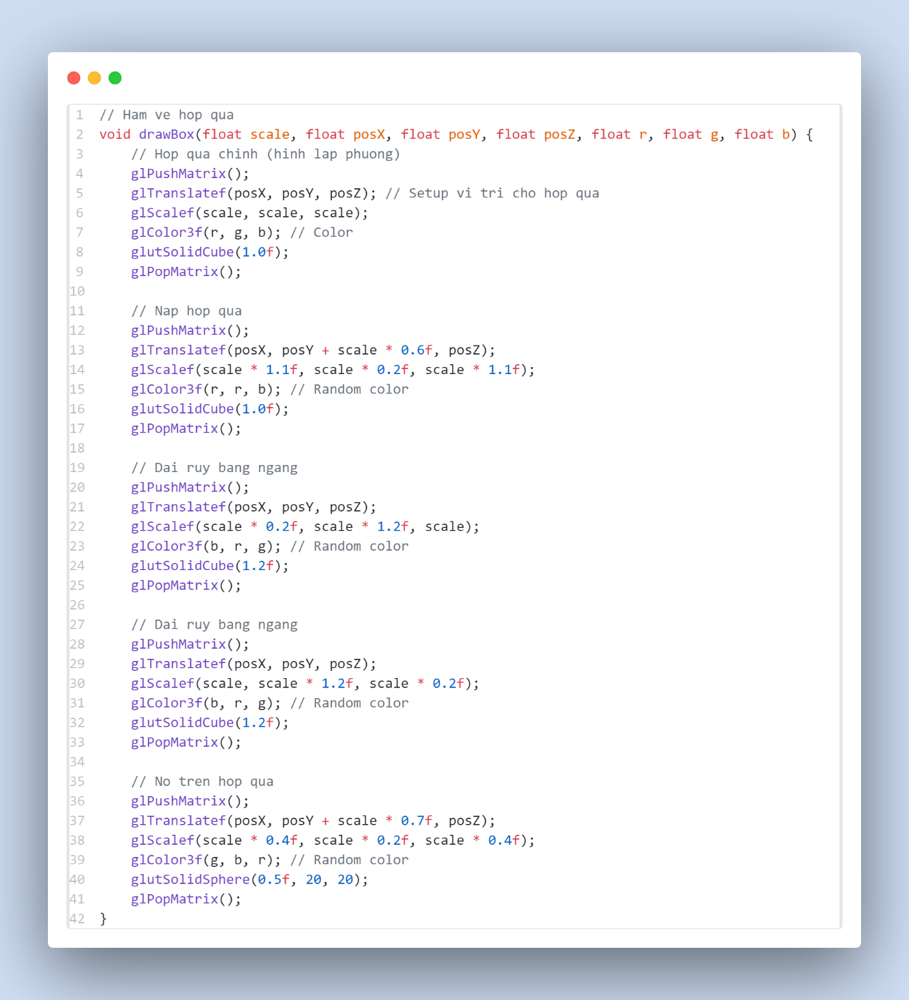 1 // Ham ve hop qua
2 void drawBox(float scale, float posX, float posY, float posZ, float r, float g, float b) {
3     // Hop qua chinh (hinh lap phuong)
4     glPushMatrix();
5     glTranslatef(posX, posY, posZ); // Setup vi tri cho hop qua
6     glScalef(scale, scale, scale);
7     glColor3f(r, g, b); // Color
8     glutSolidCube(1.0f);
9     glPopMatrix();
10
11     // Nap hop qua
12     glPushMatrix();
13     glTranslatef(posX, posY + scale * 0.6f, posZ);
14     glScalef(scale * 1.1f, scale * 0.2f, scale * 1.1f);
15     glColor3f(r, r, b); // Random color
16     glutSolidCube(1.0f);
17     glPopMatrix();
18
19     // Dai ruy bang ngang
20     glPushMatrix();
21     glTranslatef(posX, posY, posZ);
22     glScalef(scale * 0.2f, scale * 1.2f, scale);
23     glColor3f(b, r, g); // Random color
24     glutSolidCube(1.2f);
25     glPopMatrix();
26
27     // Dai ruy bang ngang
28     glPushMatrix();
29     glTranslatef(posX, posY, posZ);
30     glScalef(scale, scale * 1.2f, scale * 0.2f);
31     glColor3f(b, r, g); // Random color
32     glutSolidCube(1.2f);
33     glPopMatrix();
34
35     // No tren hop qua
36     glPushMatrix();
37     glTranslatef(posX, posY + scale * 0.7f, posZ);
38     glScalef(scale * 0.4f, scale * 0.2f, scale * 0.4f);
39     glColor3f(g, b, r); // Random color
40     glutSolidSphere(0.5f, 20, 20);
41     glPopMatrix();
42 }